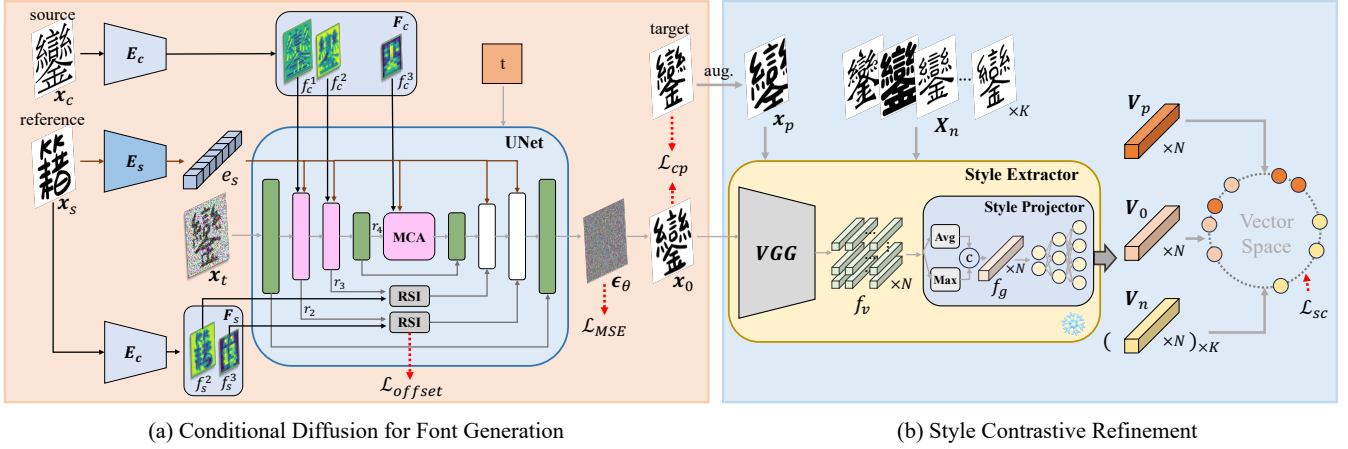 source
欒金
x_c
E_c
F_c
f_c^1
f_c^2
f_c^3
t
target
aug.
x_p
X_n
×K
reference
籍
x_s
E_s
e_s
UNet
x_t
r_4
MCA
r_3
r_2
RSI
RSI
ϵ_θ
x_0
ℒ_cp
ℒ_MSE
ℒ_offset
E_c
F_s
f_s^2
f_s^3
Style Extractor
VGG
f_v
×N
Style Projector
Avg
Max
C
f_g
×N
V_p
×N
V_0
×N
V_n
( ×N )×K
Vector
Space
ℒ_sc
(a) Conditional Diffusion for Font Generation
(b) Style Contrastive Refinement